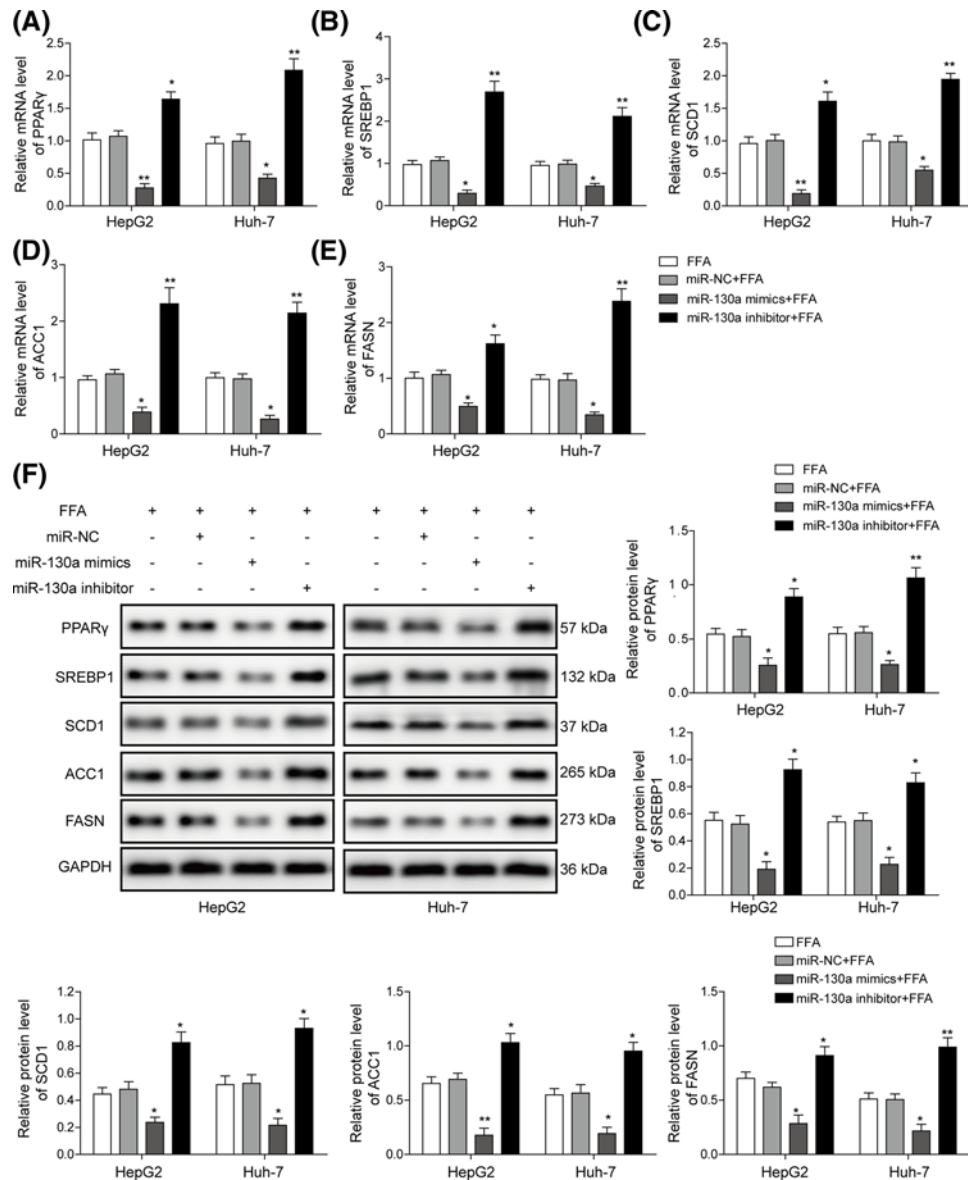 (A)
Relative mRNA level
of PPARγ
2.5
2.0
1.5
1.0
0.5
0.0
**
*
*
**
HepG2
Huh-7
(B)
Relative mRNA level
of SREBP1
4
3
2
1
0
*
**
*
**
HepG2
Huh-7
(C)
Relative mRNA level
of SCD1
2.5
2.0
1.5
1.0
0.5
0.0
**
*
*
**
HepG2
Huh-7
(D)
Relative mRNA level
of ACC1
3
2
1
0
*
**
*
**
HepG2
Huh-7
(E)
Relative mRNA level
of FASN
3
2
1
0
*
*
*
**
HepG2
Huh-7
FFA
miR-NC+FFA
miR-130a mimics+FFA
miR-130a inhibitor+FFA
(F)
FFA + + + + + + + +
miR-NC - + - - - + - -
miR-130a mimics - - + - - - + -
miR-130a inhibitor - - - + - - - +
PPARγ 57 kDa
SREBP1 132 kDa
SCD1 37 kDa
ACC1 265 kDa
FASN 273 kDa
GAPDH 36 kDa
HepG2 Huh-7
FFA
miR-NC+FFA
miR-130a mimics+FFA
miR-130a inhibitor+FFA
Relative protein level
of PPARγ
1.5
1.0
0.5
0.0
*
*
*
**
HepG2
Huh-7
Relative protein level
of SREBP1
1.2
1.0
0.8
0.6
0.4
0.2
0.0
*
*
*
*
HepG2
Huh-7
FFA
miR-NC+FFA
miR-130a mimics+FFA
miR-130a inhibitor+FFA
Relative protein level
of SCD1
1.2
1.0
0.8
0.6
0.4
0.2
0.0
*
*
*
*
HepG2
Huh-7
Relative protein level
of ACC1
1.5
1.0
0.5
0.0
**
*
*
*
HepG2
Huh-7
Relative protein level
of FASN
1.5
1.0
0.5
0.0
*
*
*
**
HepG2
Huh-7